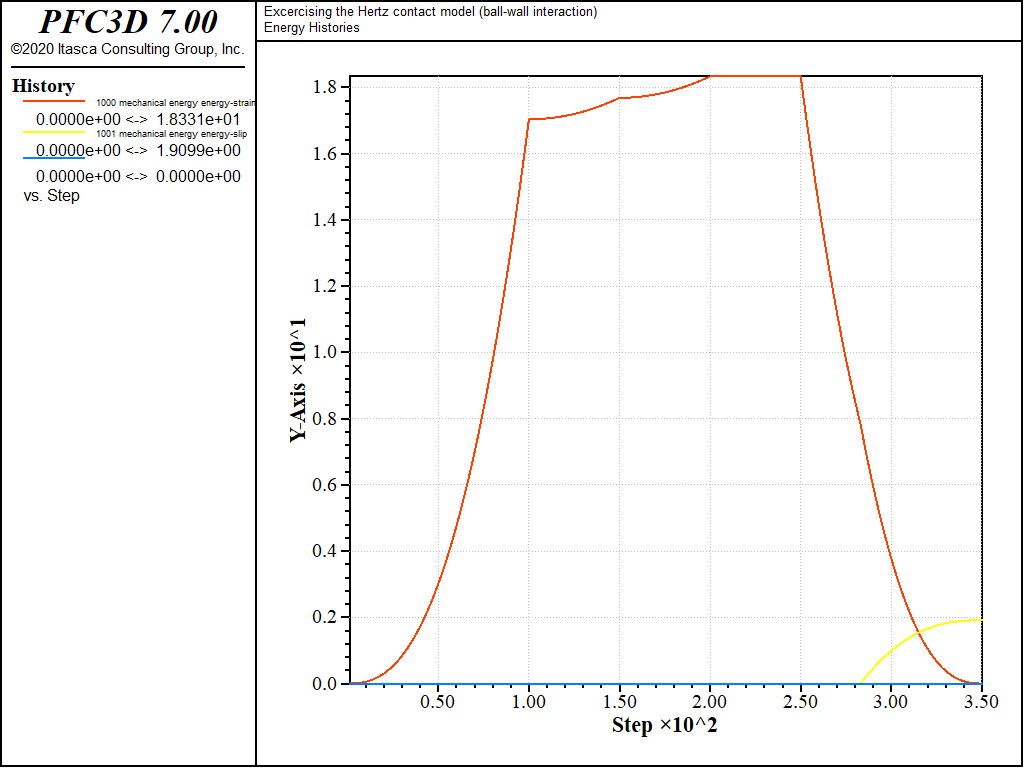 PFC3D 7.00
©2020 Itasca Consulting Group, Inc.
Excercising the Hertz contact model (ball-wall interaction)
Energy Histories
History
1000 mechanical energy energy-strain
0.0000e+00 <-> 1.8331e+01
1001 mechanical energy energy-slip
0.0000e+00 <-> 1.9099e+00
0.0000e+00 <-> 0.0000e+00
vs. Step
Y-Axis ×10^1
1.8
1.6
1.4
1.2
1.0
0.8
0.6
0.4
0.2
0.0
0.50 1.00 1.50 2.00 2.50 3.00 3.50
Step ×10^2